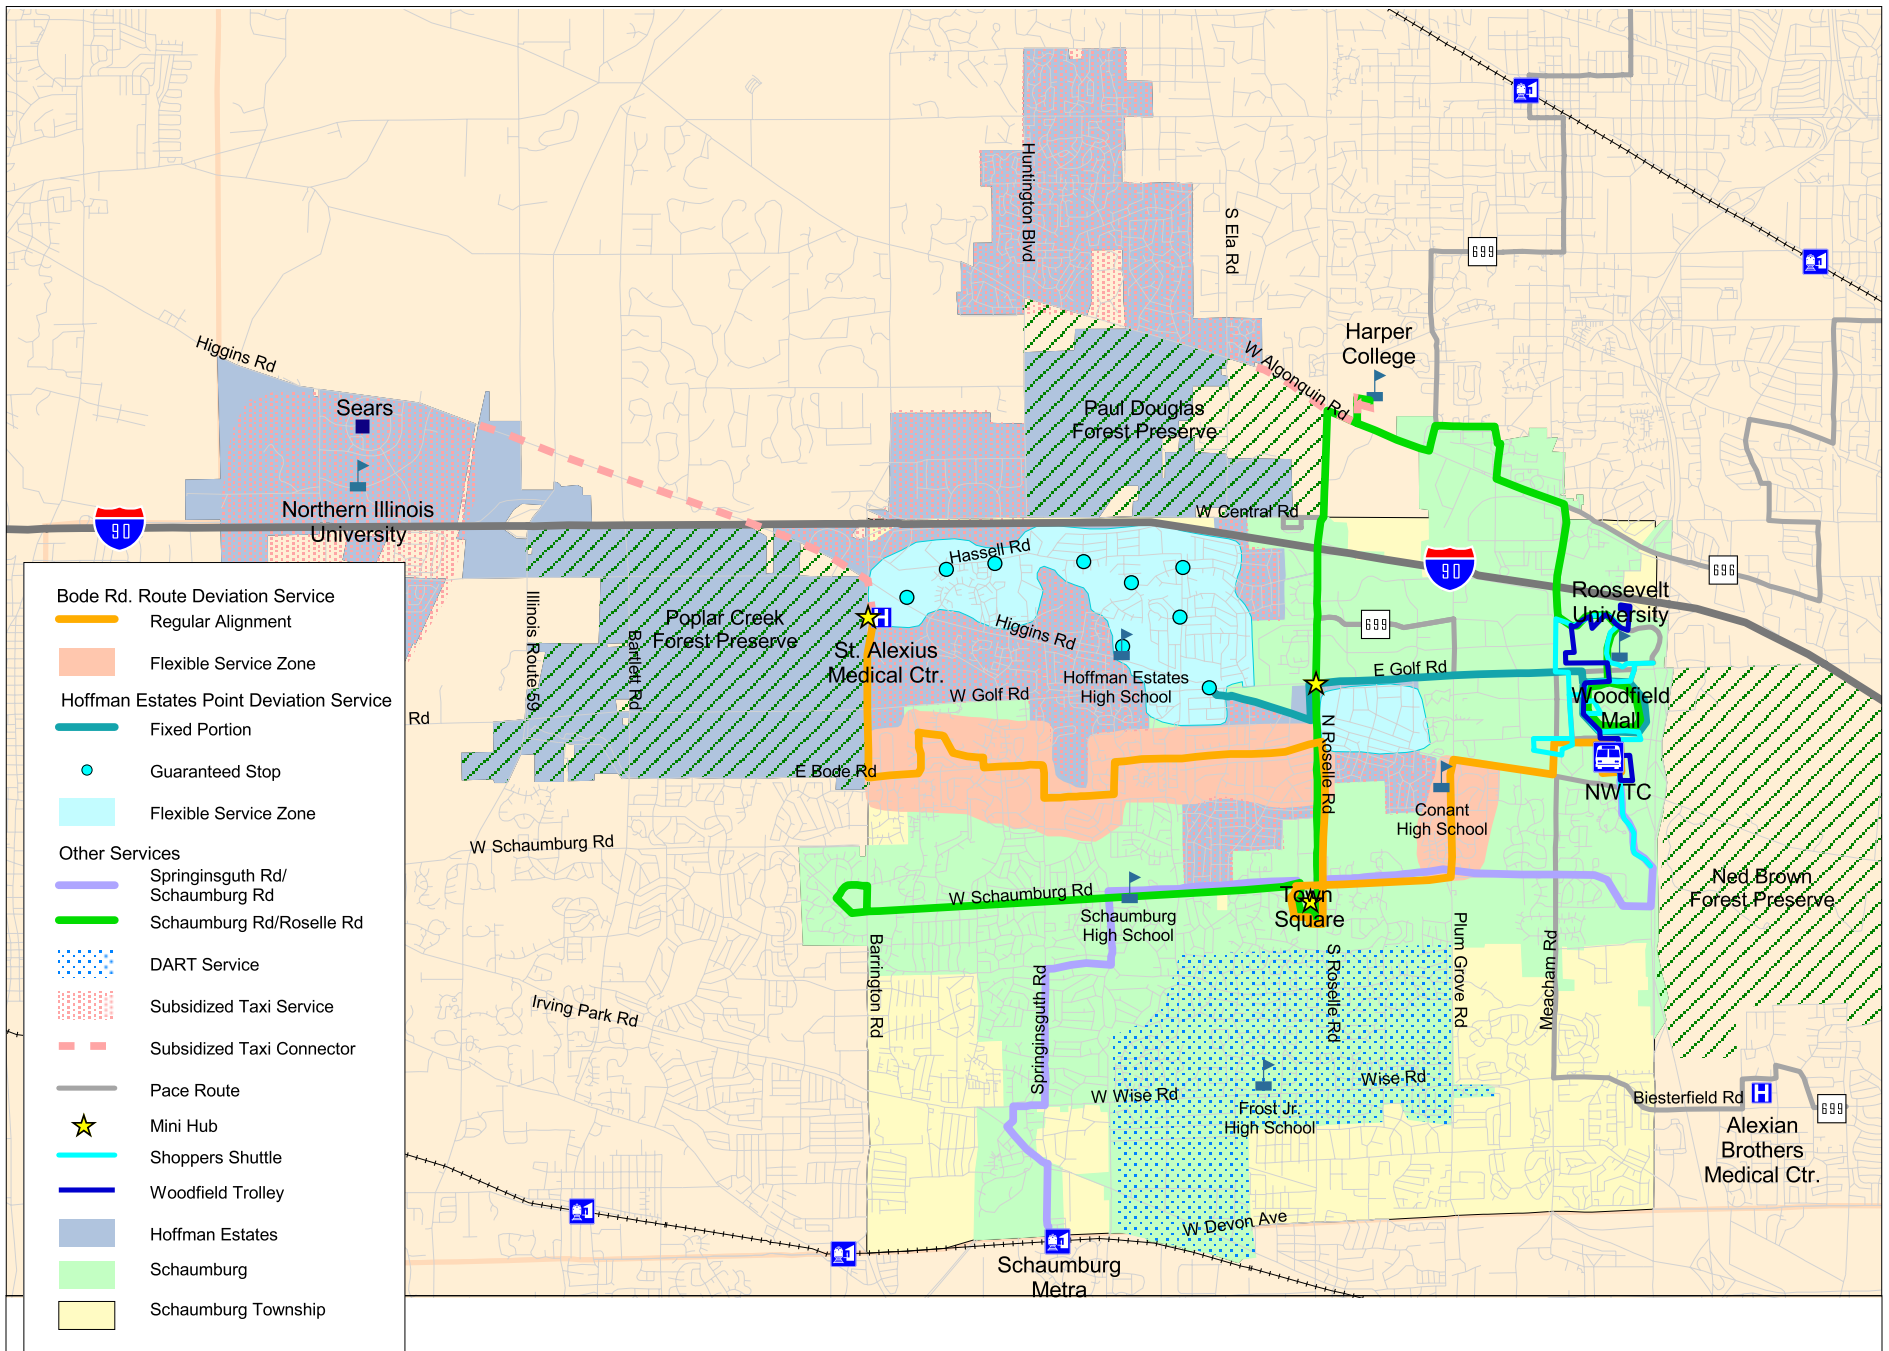 Huntington Blvd
S Ela Rd
699
Harper
College
Higgins Rd
W Algonquin Rd
Sears
Paul Douglas
Forest Preserve
Northern Illinois
University
90
W Central Rd
Hassell Rd
90
696
Roosevelt
University
Illinois Route 59
Bartlett Rd
Poplar Creek
Forest Preserve
H
St. Alexius
Medical Ctr.
Higgins Rd
699
Hoffman Estates
High School
E Golf Rd
W Golf Rd
Woodfield
Mall
Rd
N Roselle Rd
E Bode Rd
NWTC
Conant
High School
W Schaumburg Rd
W Schaumburg Rd
Town
Square
Ned Brown
Forest Preserve
Schaumburg
High School
Barrington Rd
Springinsguth Rd
S Roselle Rd
Plum Grove Rd
Meacham Rd
Irving Park Rd
W Wise Rd
Wise Rd
Frost Jr.
High School
Biesterfield Rd
H
699
Alexian
Brothers
Medical Ctr.
W Devon Ave
Schaumburg
Metra
Bode Rd. Route Deviation Service
Regular Alignment
Flexible Service Zone
Hoffman Estates Point Deviation Service
Fixed Portion
Guaranteed Stop
Flexible Service Zone
Other Services
Springinsguth Rd/
Schaumburg Rd
Schaumburg Rd/Roselle Rd
DART Service
Subsidized Taxi Service
Subsidized Taxi Connector
Pace Route
Mini Hub
Shoppers Shuttle
Woodfield Trolley
Hoffman Estates
Schaumburg
Schaumburg Township